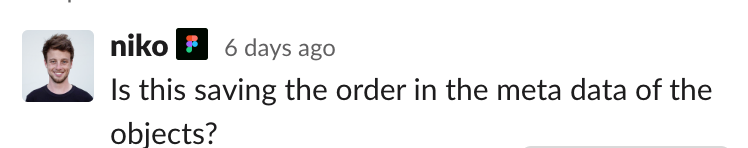 niko 6 days ago
Is this saving the order in the meta data of the
objects?